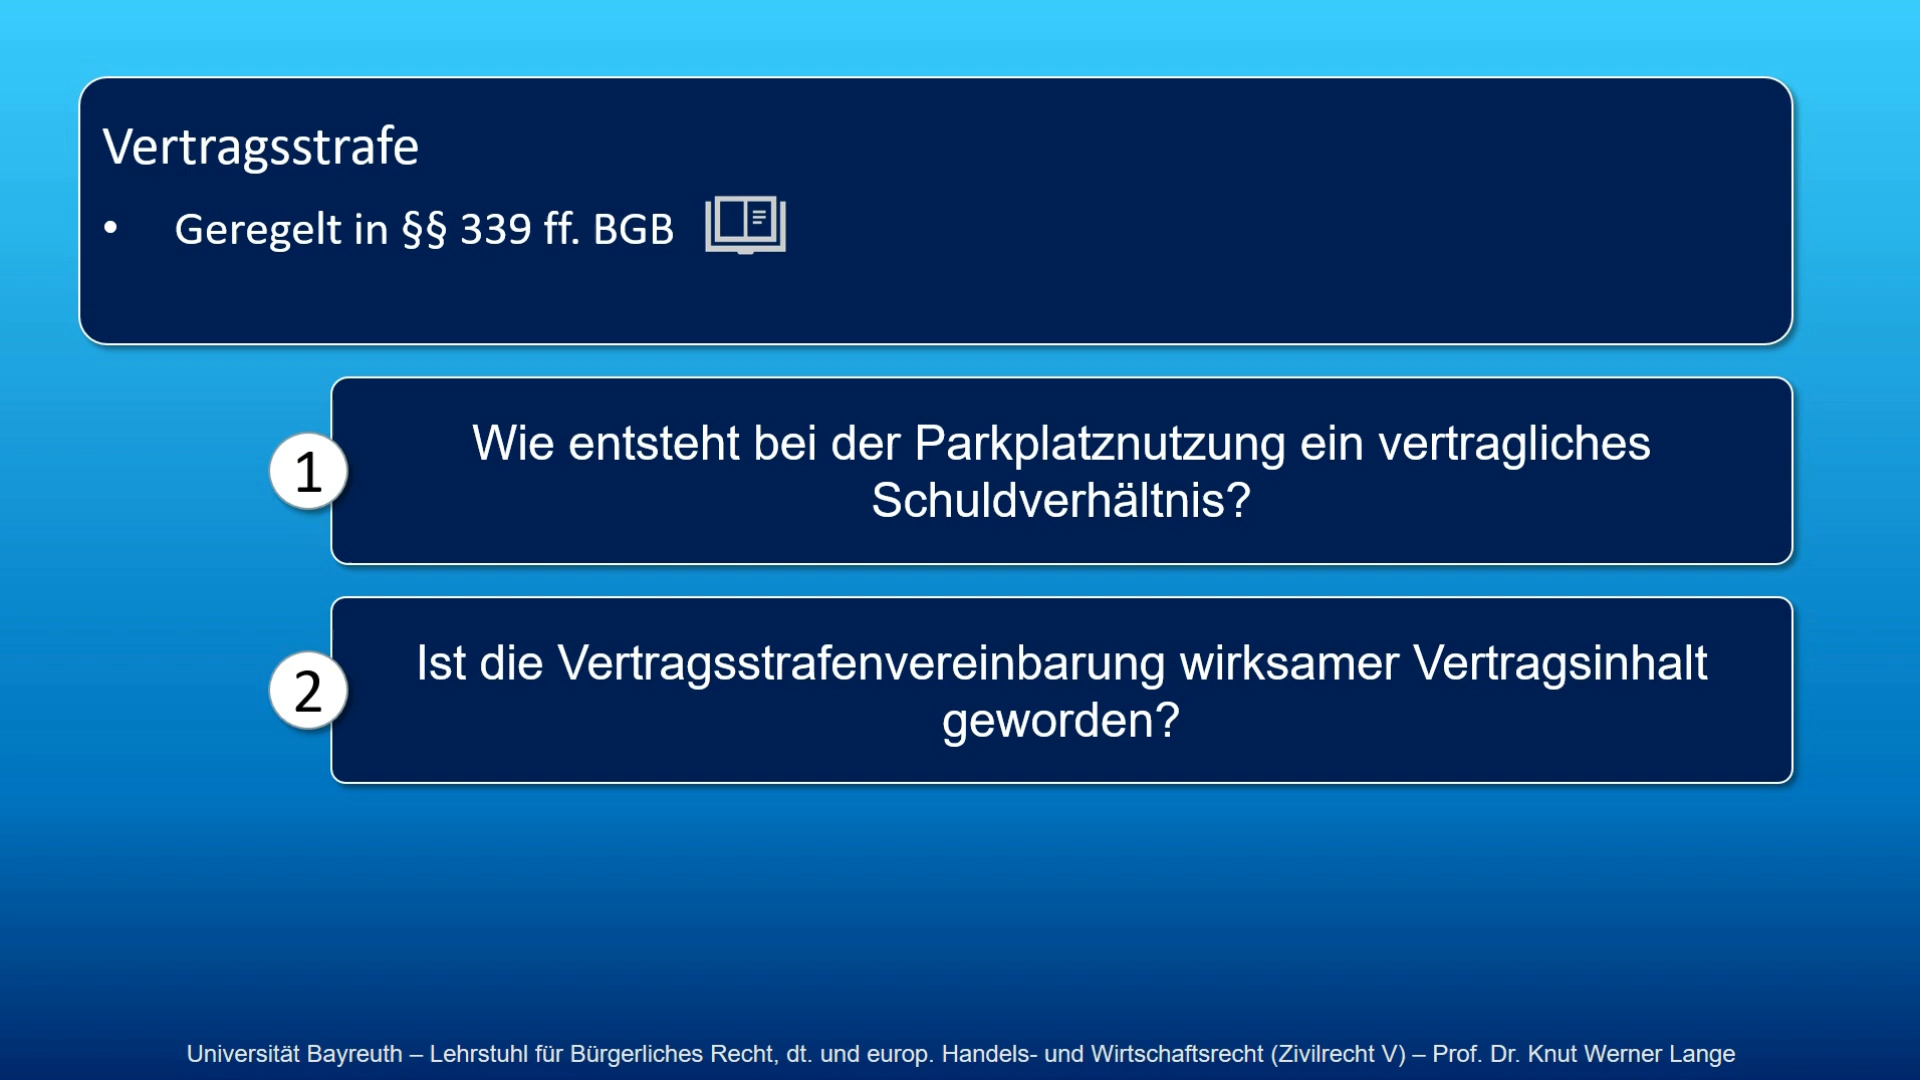 Vertragsstrafe
• Geregelt in §§ 339 ff. BGB
1
Wie entsteht bei der Parkplatznutzung ein vertragliches
Schuldverhältnis?
2
Ist die Vertragsstrafenvereinbarung wirksamer Vertragsinhalt
geworden?
Universität Bayreuth – Lehrstuhl für Bürgerliches Recht, dt. und europ. Handels- und Wirtschaftsrecht (Zivilrecht V) – Prof. Dr. Knut Werner Lange